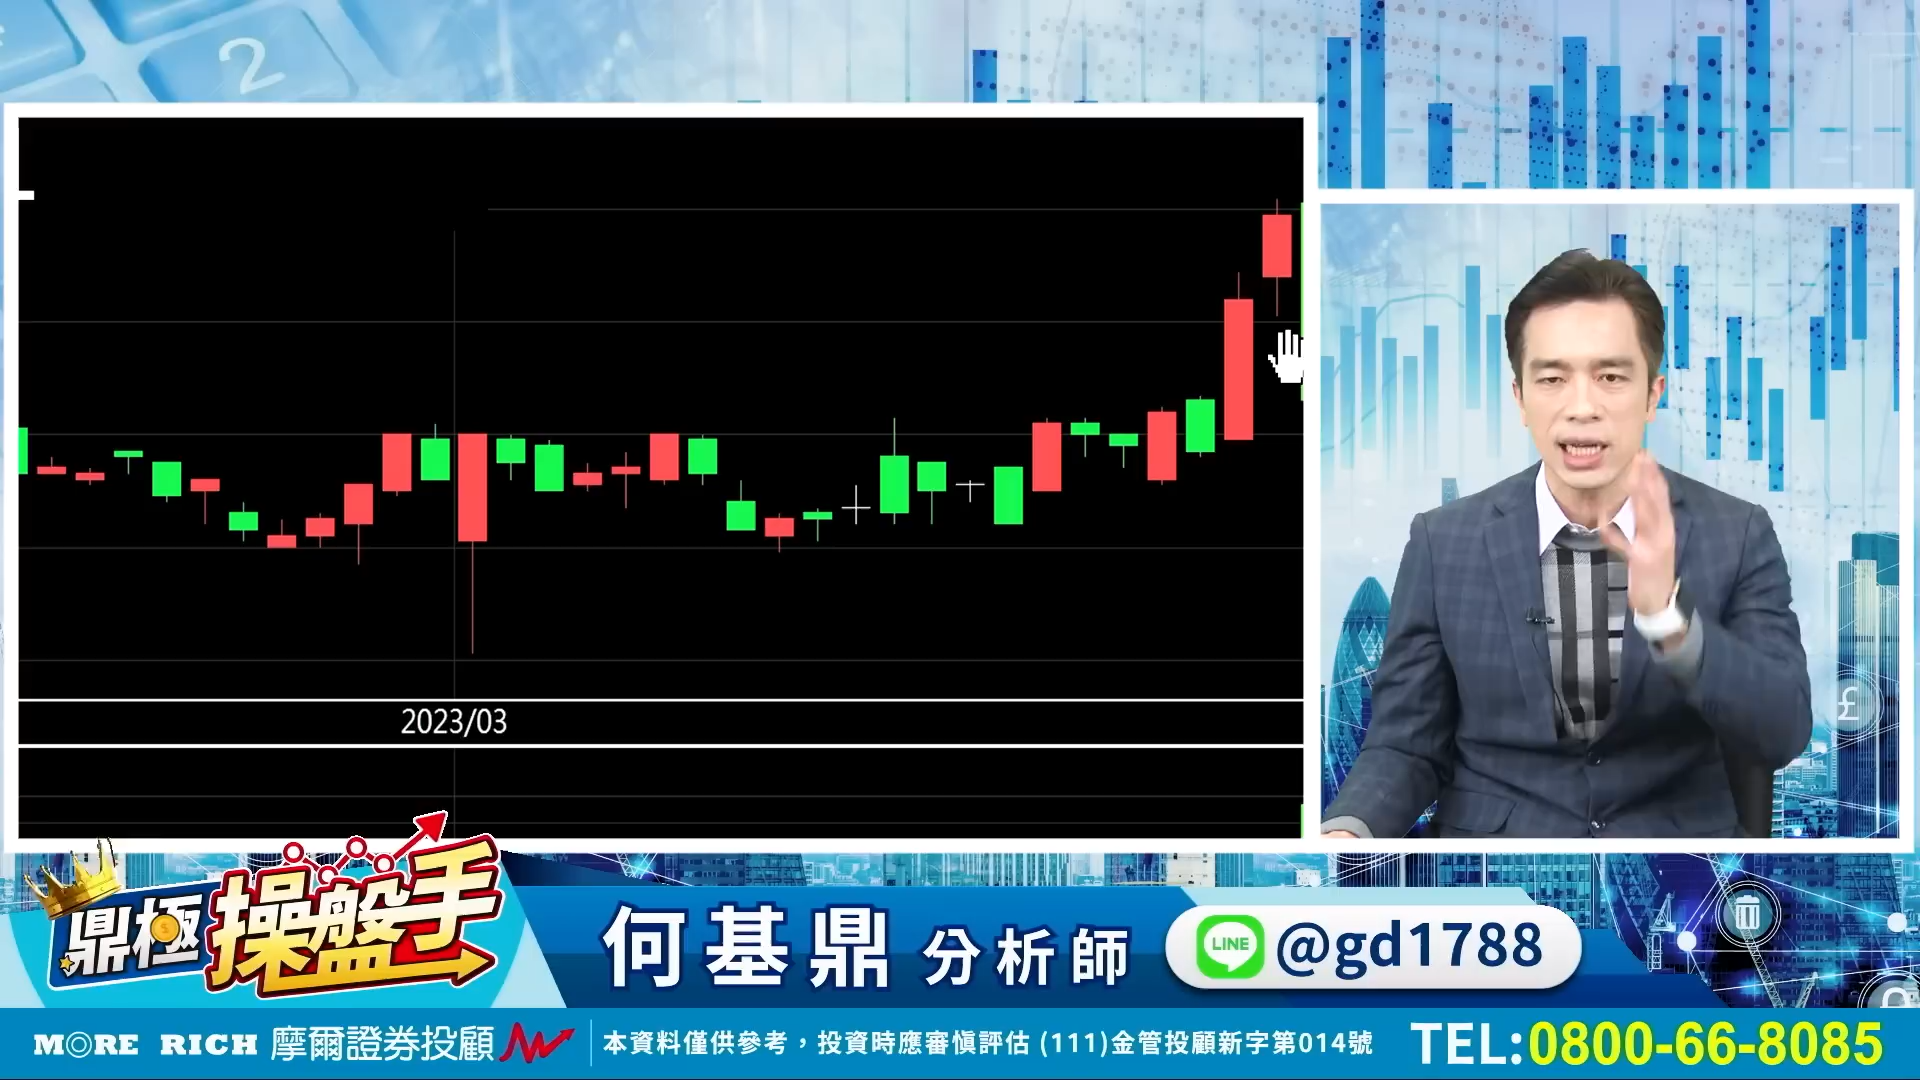 2
2023/03
£
鼎極操盤手
何基鼎 分析師
LINE @gd1788
MORE RICH 摩爾證券投顧
本資料僅供參考,投資時應審慎評估 (111)金管投顧新字第014號
TEL:0800-66-8085